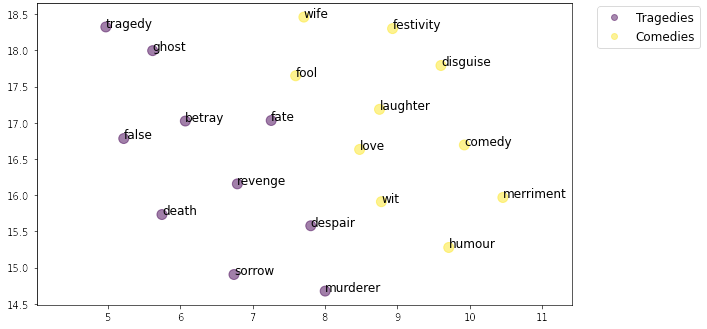 18.5
18.0
17.5
17.0
16.5
16.0
15.5
15.0
14.5
wife
tragedy
festivity
ghost
disguise
fool
laughter
betray
fate
false
love
comedy
revenge
merriment
wit
death
despair
humour
sorrow
murderer
5 6 7 8 9 10 11
Tragedies
Comedies